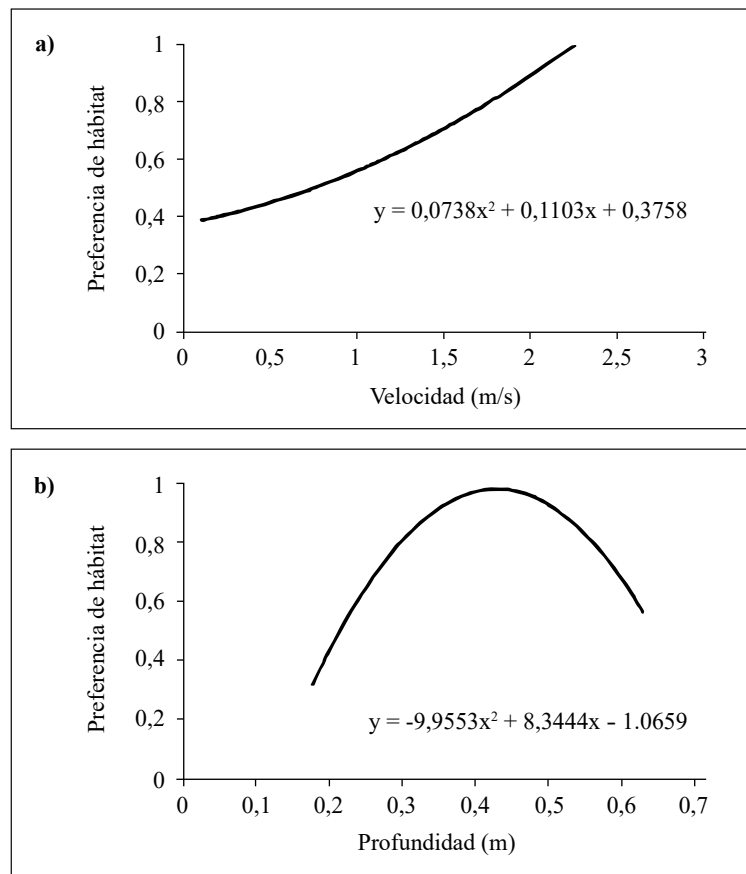 a)
Preferencia de hábitat
1
0,8
0,6
0,4
0,2
0
y = 0,0738x² + 0,1103x + 0,3758
0 0,5 1 1,5 2 2,5 3
Velocidad (m/s)
b)
Preferencia de hábitat
1
0,8
0,6
0,4
0,2
0
y = -9,9553x² + 8,3444x - 1.0659
0 0,1 0,2 0,3 0,4 0,5 0,6 0,7
Profundidad (m)